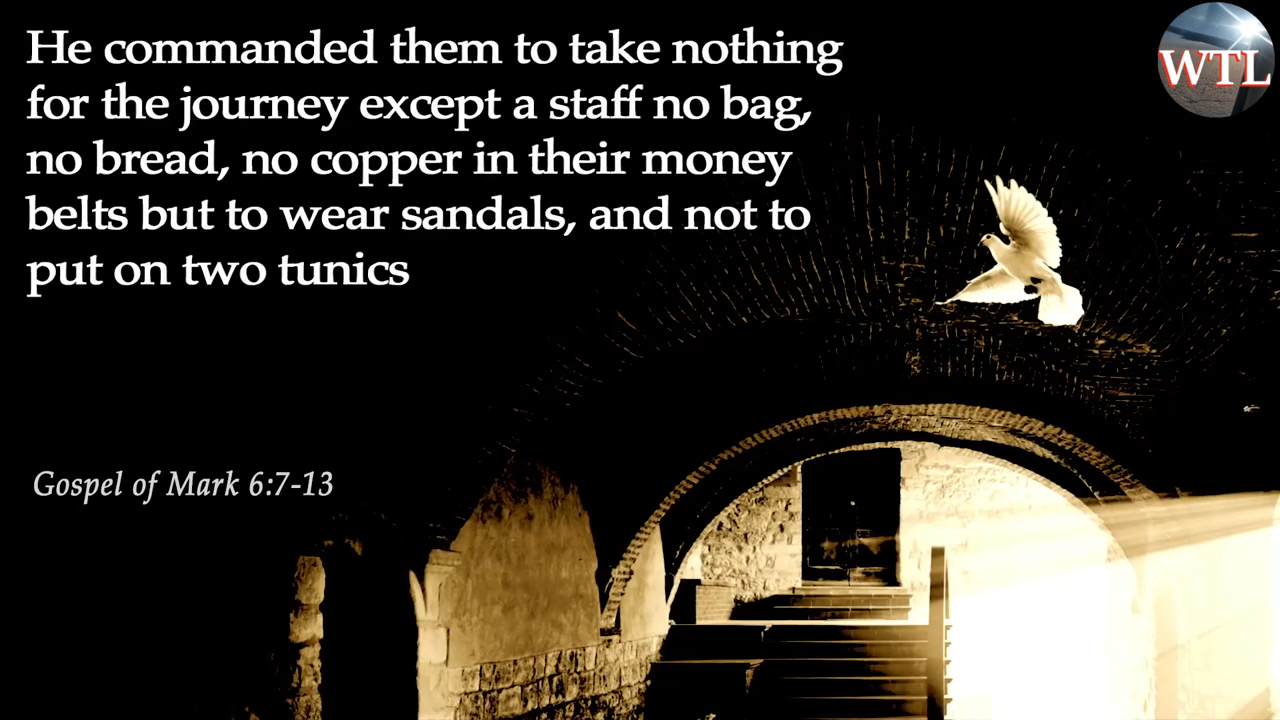 He commanded them to take nothing
for the journey except a staff no bag,
no bread, no copper in their money
belts but to wear sandals, and not to
put on two tunics
Gospel of Mark 6:7-13
WTL